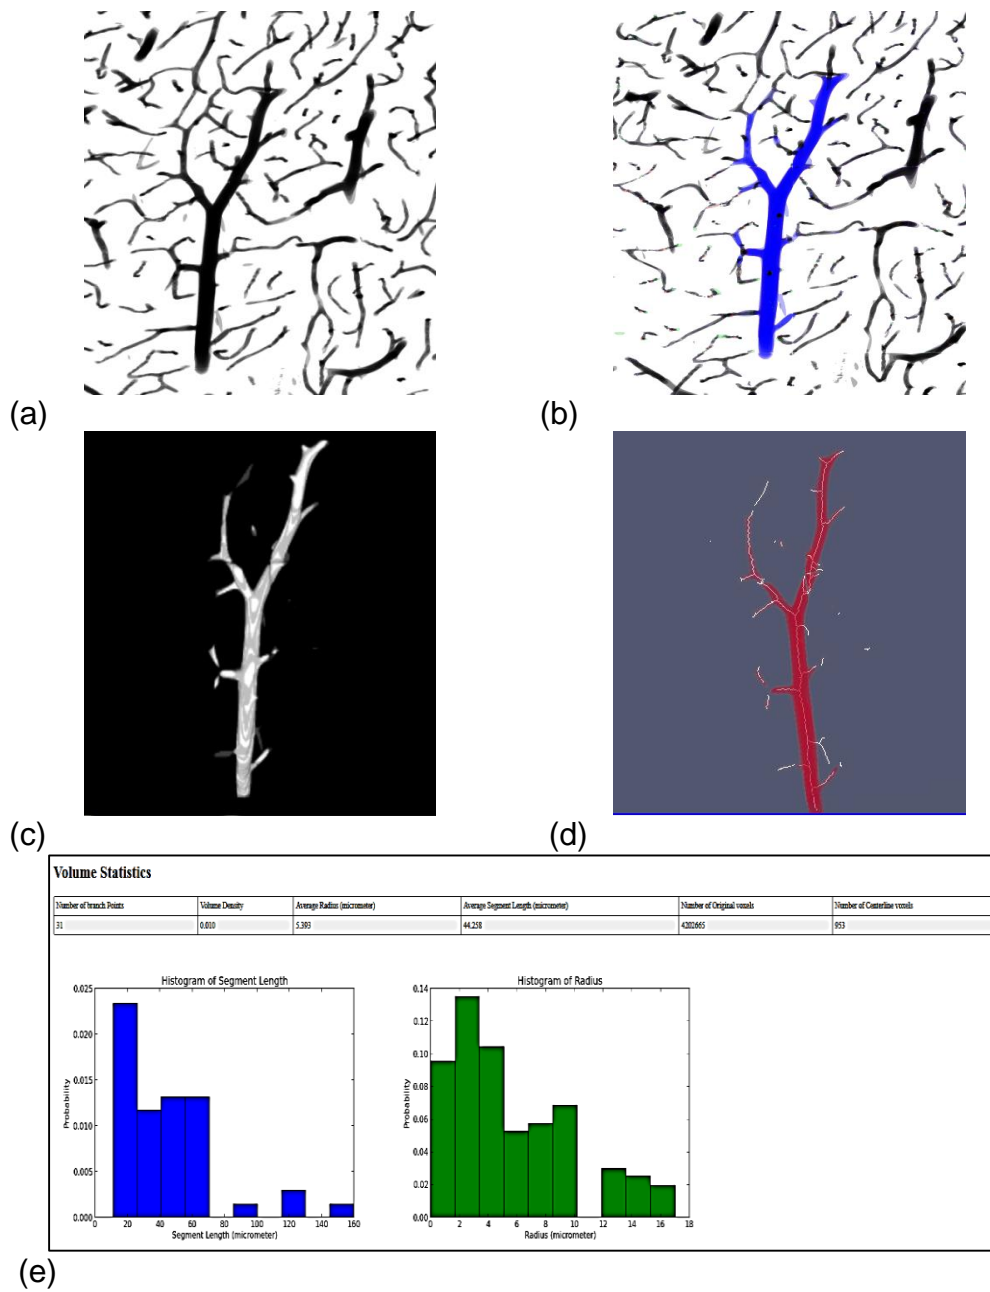 (a)
(b)
(c)
(d)
Volume Statistics
Number of branch Points Volume Density Average Radius (micrometer) Average Segment Length (micrometer) Number of Original voxels Number of Centerline voxels
31 0.010 5.393 44.258 4202665 953
Histogram of Segment Length
0.025
0.020
0.015
0.010
0.005
0.000
Probability
0 20 40 60 80 100 120 140 160
Segment Length (micrometer)
Histogram of Radius
0.14
0.12
0.10
0.08
0.06
0.04
0.02
0.00
Probability
0 2 4 6 8 10 12 14 16 18
Radius (micrometer)
(e)